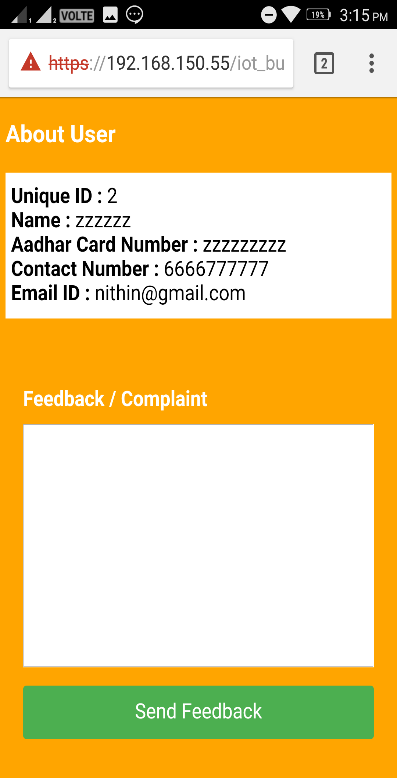 1 2 VOLTE 19% 3:15 PM
https://192.168.150.55/iot_bu 2
About User
Unique ID : 2
Name : zzzzzz
Aadhar Card Number : zzzzzzzzz
Contact Number : 6666777777
Email ID : nithin@gmail.com
Feedback / Complaint
Send Feedback